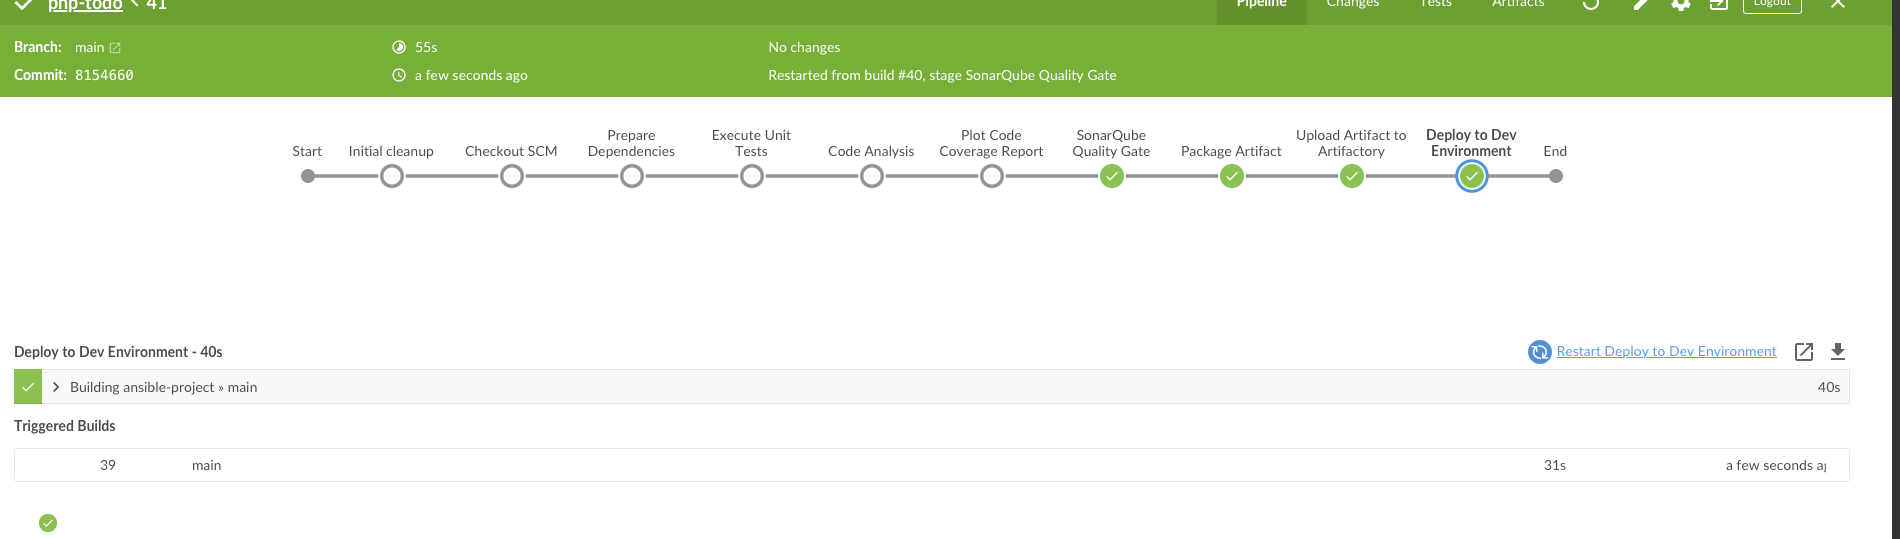 php-todo < 41
Pipeline Changes Tests Artifacts Logout
Branch: main
55s
No changes
Commit: 8154660
a few seconds ago
Restarted from build #40, stage SonarQube Quality Gate
Start
Initial cleanup
Checkout SCM
Prepare
Dependencies
Execute Unit
Tests
Code Analysis
Plot Code
Coverage Report
SonarQube
Quality Gate
Package Artifact
Upload Artifact to
Artifactory
Deploy to Dev
Environment
End
Deploy to Dev Environment - 40s
Restart Deploy to Dev Environment
Building ansible-project » main
40s
Triggered Builds
39 main 31s a few seconds ag